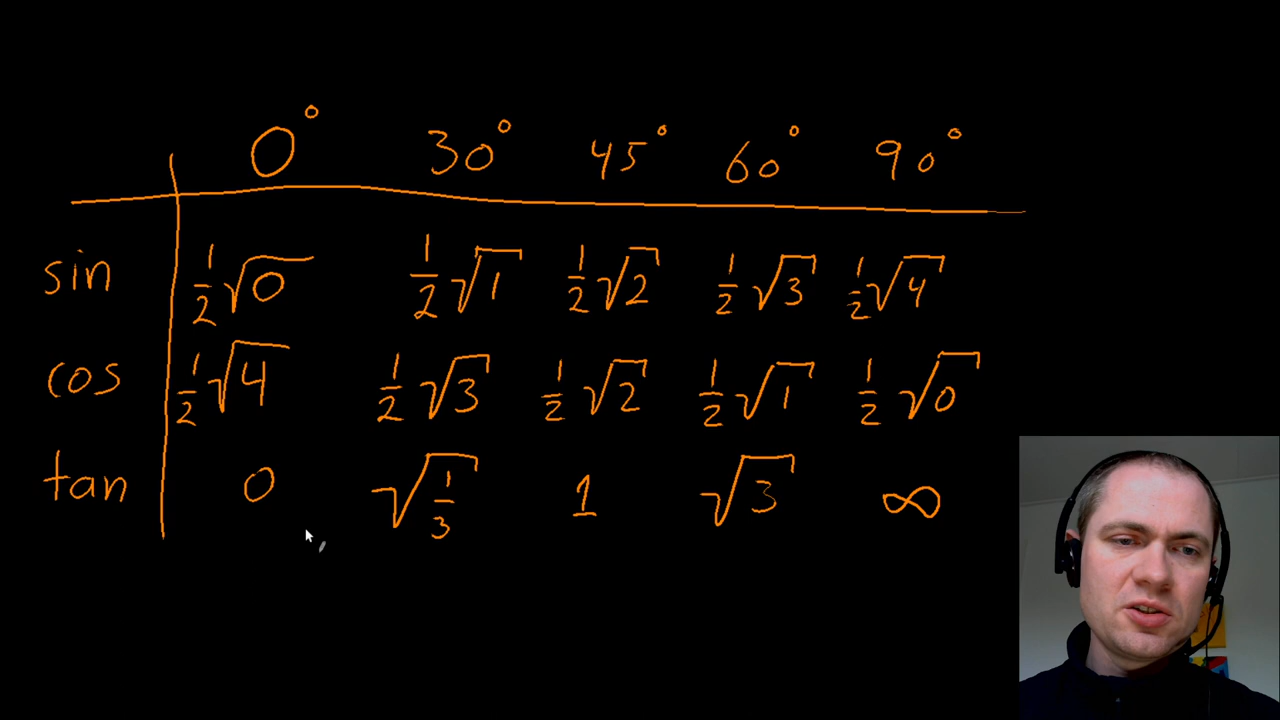 0° 30° 45° 60° 90°
sin ½√0 ½√1 ½√2 ½√3 ½√4
cos ½√4 ½√3 ½√2 ½√1 ½√0
tan 0 √⅓ 1 √3 ∞